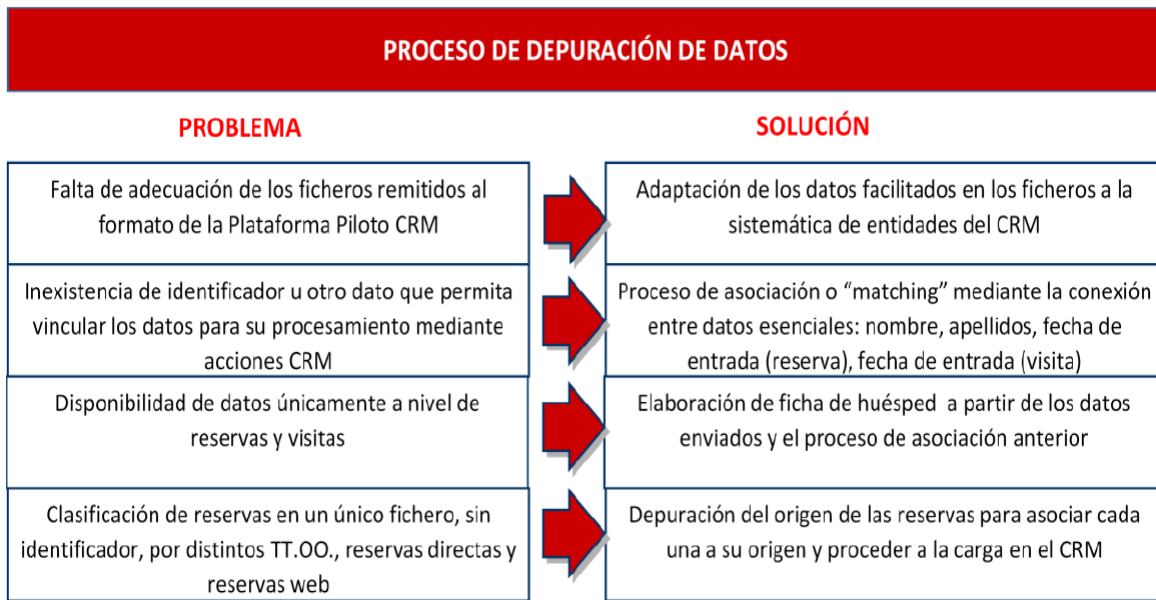 PROCESO DE DEPURACIÓN DE DATOS
PROBLEMA
SOLUCIÓN
Falta de adecuación de los ficheros remitidos al
formato de la Plataforma Piloto CRM
Adaptación de los datos facilitados en los ficheros a la
sistemática de entidades del CRM
Inexistencia de identificador u otro dato que permita
vincular los datos para su procesamiento mediante
acciones CRM
Proceso de asociación o “matching” mediante la conexión
entre datos esenciales: nombre, apellidos, fecha de
entrada (reserva), fecha de entrada (visita)
Disponibilidad de datos únicamente a nivel de
reservas y visitas
Elaboración de ficha de huésped a partir de los datos
enviados y el proceso de asociación anterior
Clasificación de reservas en un único fichero, sin
identificador, por distintos TT.OO., reservas directas y
reservas web
Depuración del origen de las reservas para asociar cada
una a su origen y proceder a la carga en el CRM